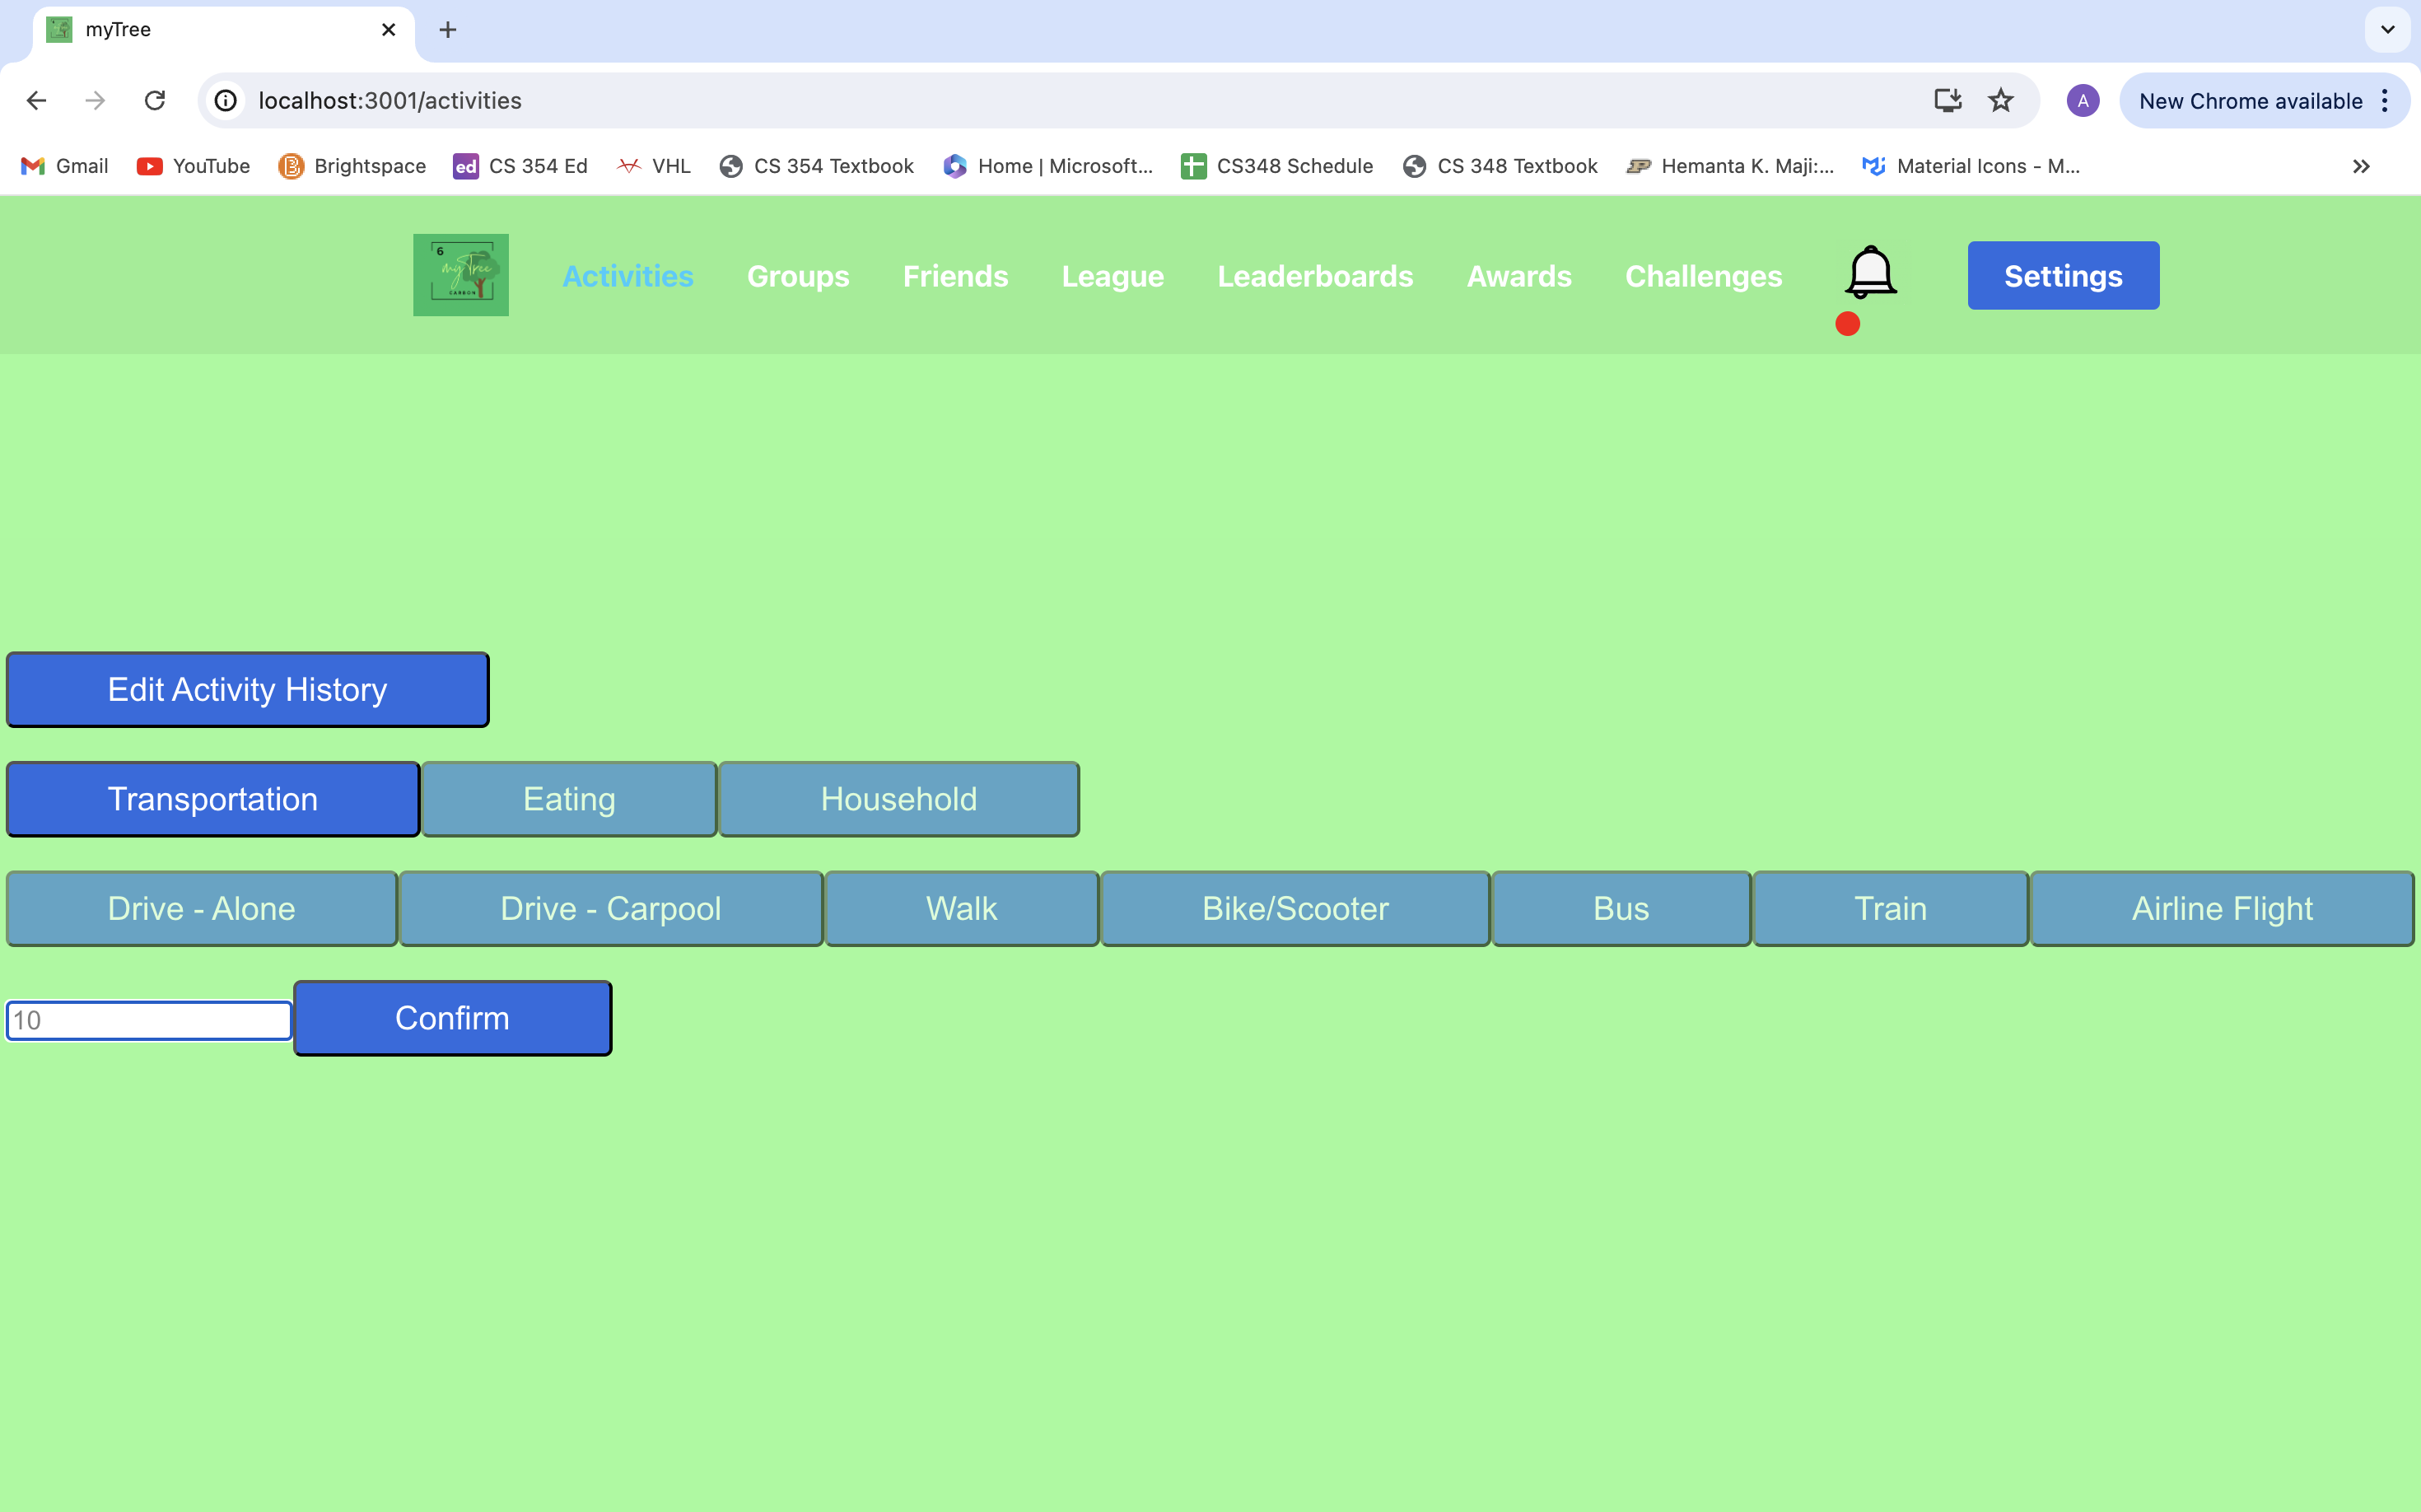 myTree
localhost:3001/activities
A
New Chrome available
Gmail
YouTube
Brightspace
ed CS 354 Ed
VHL
CS 354 Textbook
Home | Microsoft...
CS348 Schedule
CS 348 Textbook
Hemanta K. Maji:...
Material Icons - M...
6
myTree
CARBON
Activities
Groups
Friends
League
Leaderboards
Awards
Challenges
Settings
Edit Activity History
Transportation
Eating
Household
Drive - Alone
Drive - Carpool
Walk
Bike/Scooter
Bus
Train
Airline Flight
10
Confirm